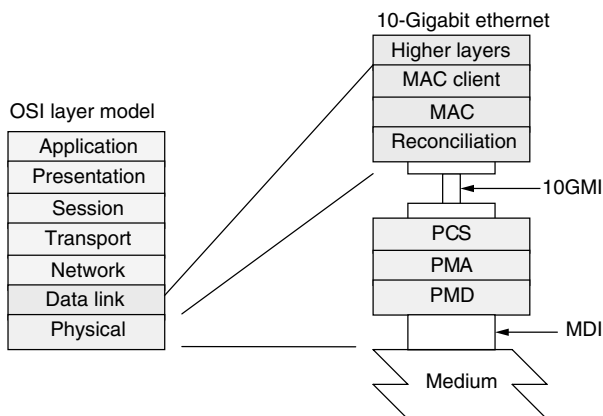 10-Gigabit ethernet
Higher layers
MAC client
MAC
Reconciliation
10GMI
PCS
PMA
PMD
MDI
Medium
OSI layer model
Application
Presentation
Session
Transport
Network
Data link
Physical